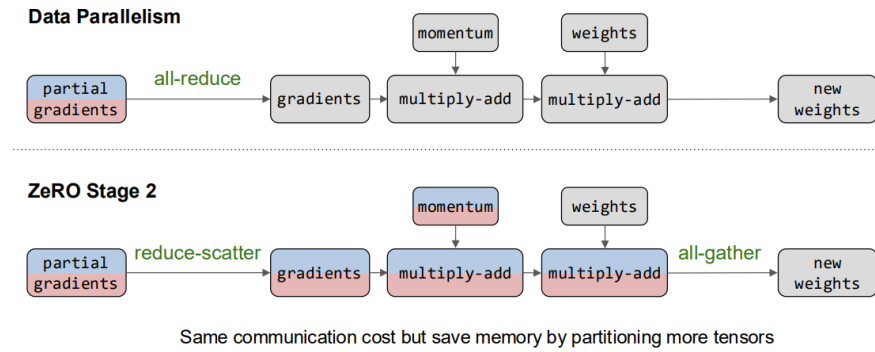 Data Parallelism
momentum
weights
partial
gradients
all-reduce
gradients
multiply-add
multiply-add
new
weights
ZeRO Stage 2
momentum
weights
partial
gradients
reduce-scatter
gradients
multiply-add
multiply-add
all-gather
new
weights
Same communication cost but save memory by partitioning more tensors